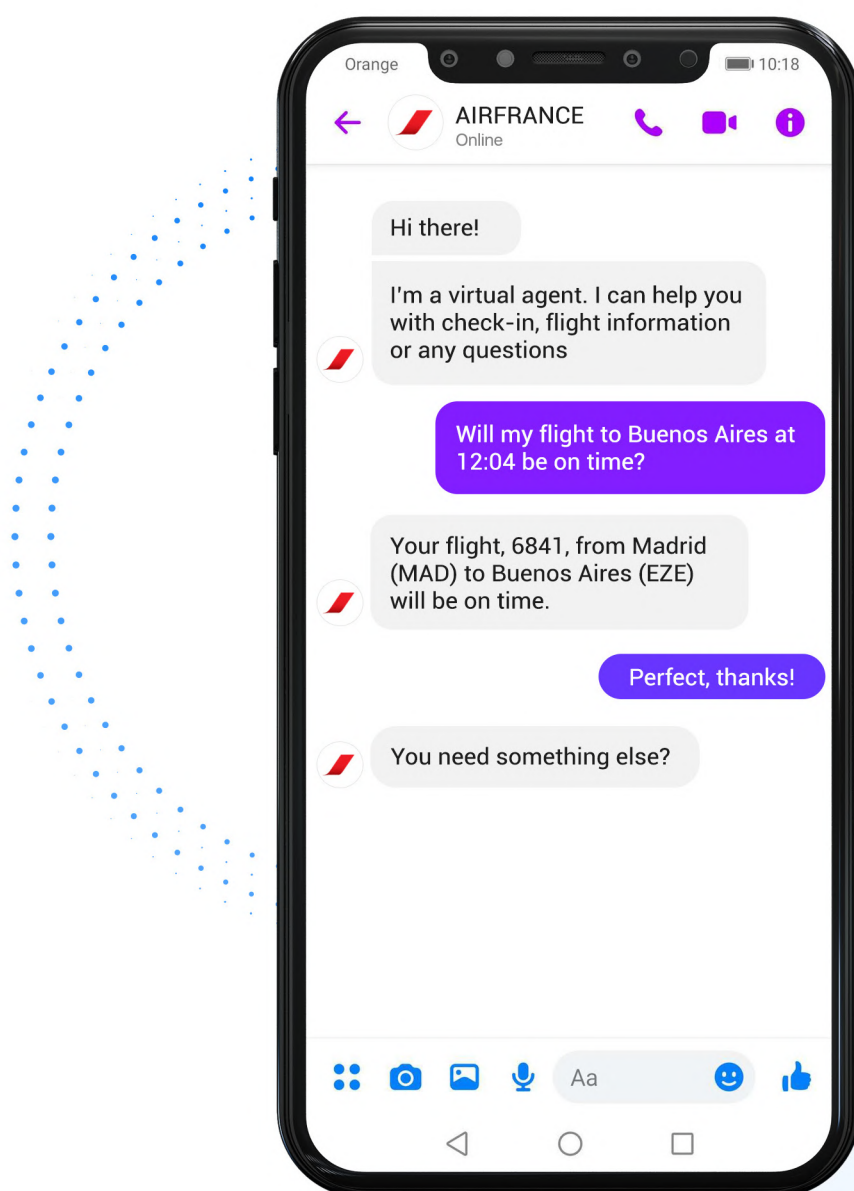 Orange
10:18
AIRFRANCE
Online
Hi there!
I'm a virtual agent. I can help you
with check-in, flight information
or any questions
Will my flight to Buenos Aires at
12:04 be on time?
Your flight, 6841, from Madrid
(MAD) to Buenos Aires (EZE)
will be on time.
Perfect, thanks!
You need something else?
Aa